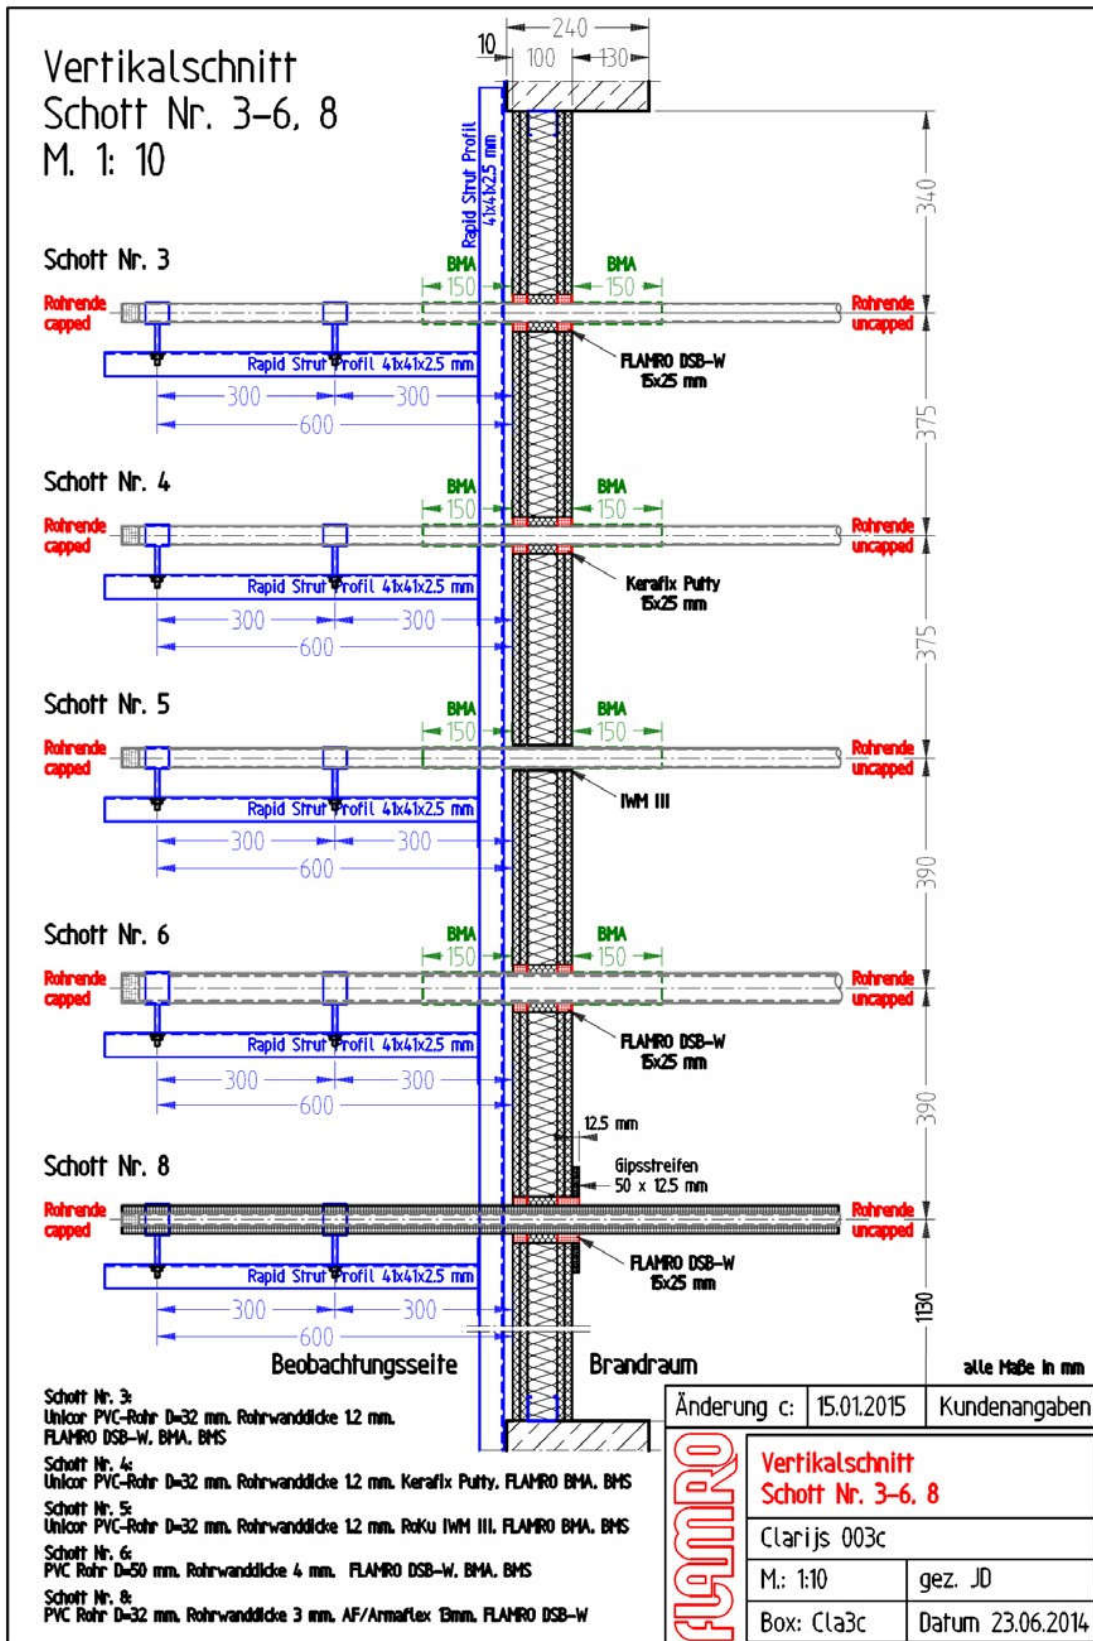 Vertikalschnitt
Schott Nr. 3-6, 8
M. 1: 10
240
10
100
130
Rapid Strut Profil
41x41x2.5 mm
340
Schott Nr. 3
BMA
BMA
150
150
Rohrende
capped
Rohrende
uncapped
Rapid Strut Profil 41x41x2.5 mm
FLAMRO DSB-W
15x25 mm
300
300
600
375
Schott Nr. 4
BMA
BMA
150
150
Rohrende
capped
Rohrende
uncapped
Rapid Strut Profil 41x41x2.5 mm
Kerafix Putty
15x25 mm
300
300
600
375
Schott Nr. 5
BMA
BMA
150
150
Rohrende
capped
Rohrende
uncapped
Rapid Strut Profil 41x41x2.5 mm
IWM III
300
300
600
390
Schott Nr. 6
BMA
BMA
150
150
Rohrende
capped
Rohrende
uncapped
Rapid Strut Profil 41x41x2.5 mm
FLAMRO DSB-W
15x25 mm
300
300
600
390
12.5 mm
Schott Nr. 8
Gipsstreifen
50 x 12.5 mm
Rohrende
capped
Rohrende
uncapped
Rapid Strut Profil 41x41x2.5 mm
FLAMRO DSB-W
15x25 mm
300
300
600
1130
Beobachtungsseite
Brandraum
alle Maße in mm
Schott Nr. 3:
Unicor PVC-Rohr D=32 mm. Rohrwanddicke 1.2 mm.
FLAMRO DSB-W. BMA. BMS
Schott Nr. 4:
Unicor PVC-Rohr D=32 mm. Rohrwanddicke 1.2 mm. Kerafix Putty. FLAMRO BMA. BMS
Schott Nr. 5:
Unicor PVC-Rohr D=32 mm. Rohrwanddicke 1.2 mm. RoKu IWM III. FLAMRO BMA. BMS
Schott Nr. 6:
PVC Rohr D=50 mm. Rohrwanddicke 4 mm. FLAMRO DSB-W. BMA. BMS
Schott Nr. 8:
PVC Rohr D=32 mm. Rohrwanddicke 3 mm. AF/Armaflex 13mm. FLAMRO DSB-W
Änderung c: 15.01.2015 Kundenangaben
FLAMRO
Vertikalschnitt
Schott Nr. 3-6, 8
Clarijs 003c
M.: 1:10 gez. JD
Box: Cla3c Datum 23.06.2014